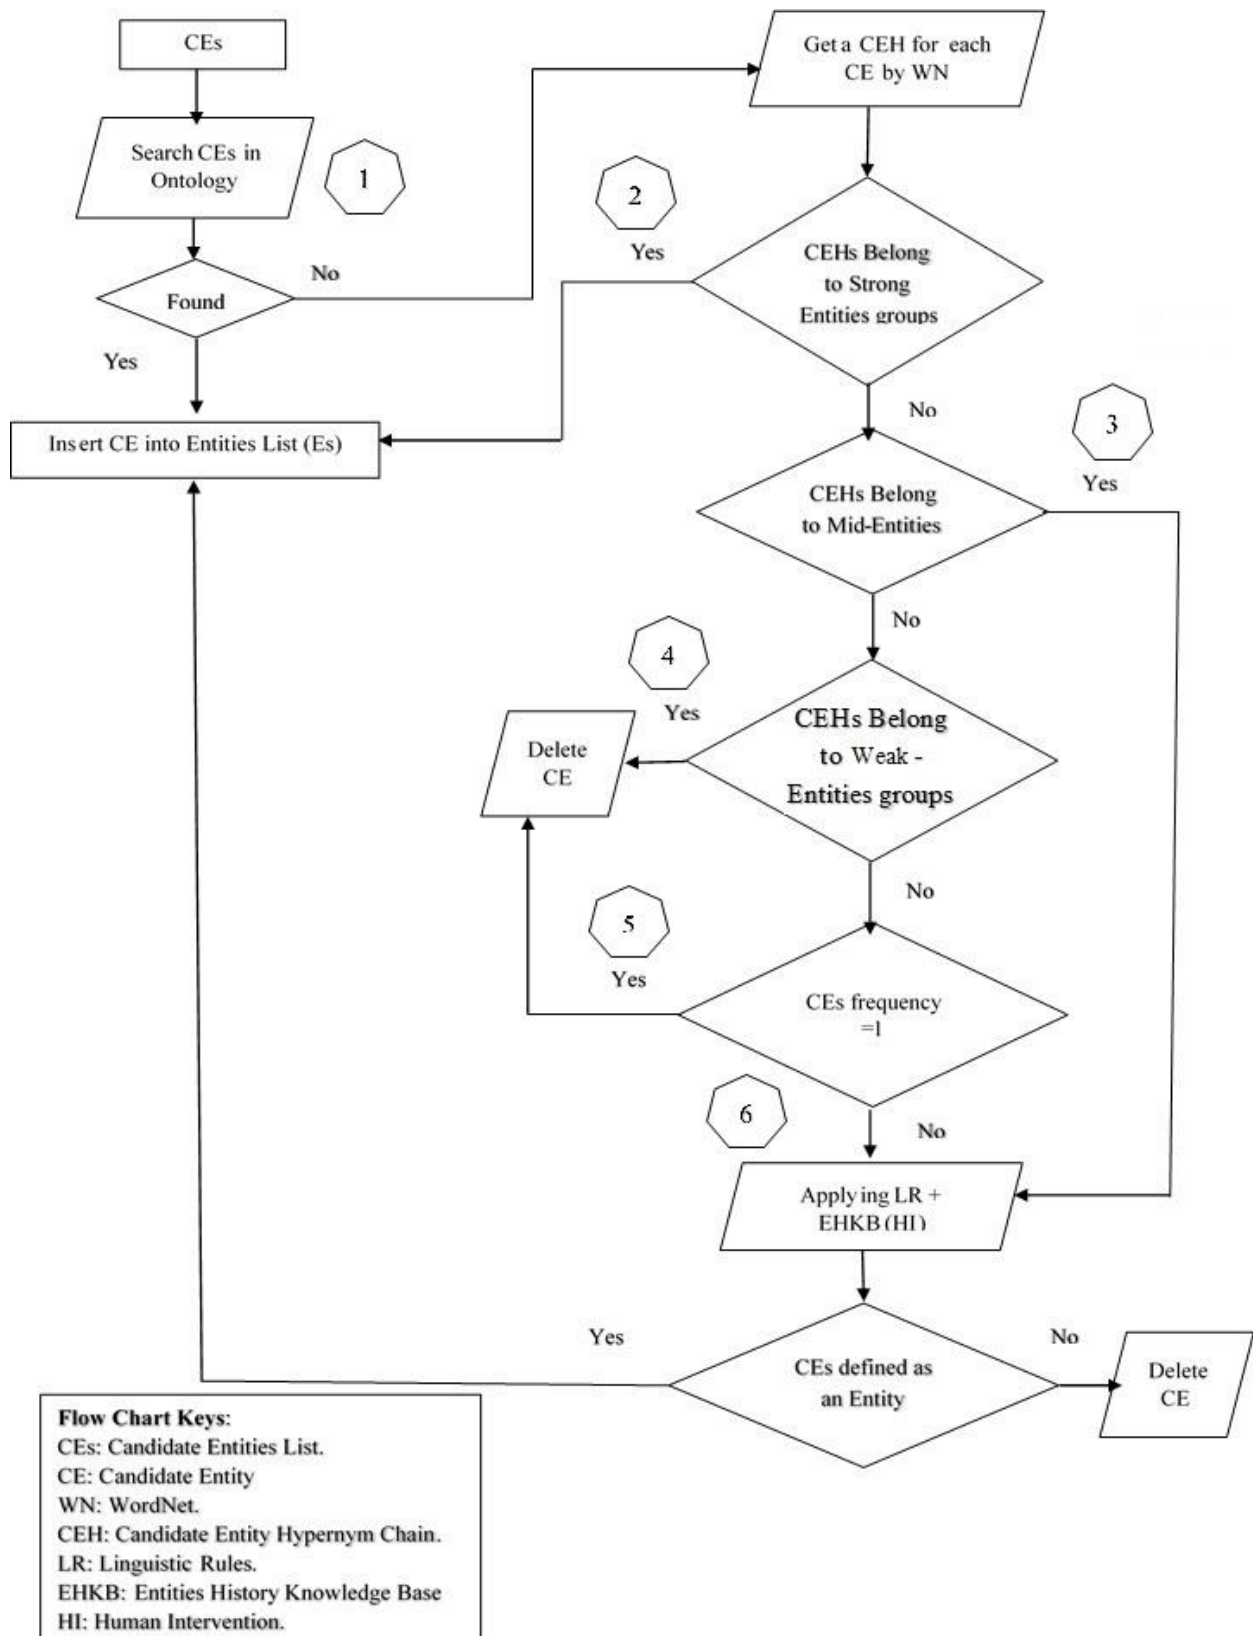 CEs
Search CEs in
Ontology
1
Found
No
Yes
Insert CE into Entities List (Es)
Get a CEH for each
CE by WN
2
Yes
CEHs Belong
to Strong
Entities groups
No
3
Yes
CEHs Belong
to Mid-Entities
No
4
Yes
CEHs Belong
to Weak -
Entities groups
Delete
CE
No
5
Yes
CEs frequency
=1
6
No
Applying LR +
EHKB (HI)
Yes
No
CEs defined as
an Entity
Delete
CE
Flow Chart Keys:
CEs: Candidate Entities List.
CE: Candidate Entity
WN: WordNet.
CEH: Candidate Entity Hypernym Chain.
LR: Linguistic Rules.
EHKB: Entities History Knowledge Base
HI: Human Intervention.